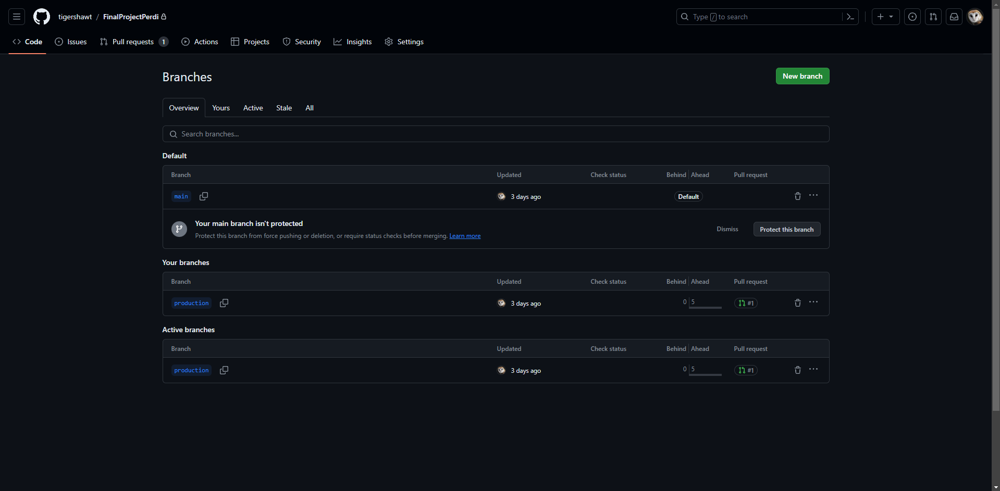 tigershawt / FinalProjectPerdi
Type / to search
Code Issues Pull requests 1 Actions Projects Security Insights Settings
Branches
New branch
Overview Yours Active Stale All
Search branches...
Default
Branch Updated Check status Behind Ahead Pull request
main 3 days ago Default
Your main branch isn't protected
Protect this branch from force pushing or deletion, or require status checks before merging. Learn more
Dismiss Protect this branch
Your branches
Branch Updated Check status Behind Ahead Pull request
production 3 days ago 0 5 #1
Active branches
Branch Updated Check status Behind Ahead Pull request
production 3 days ago 0 5 #1